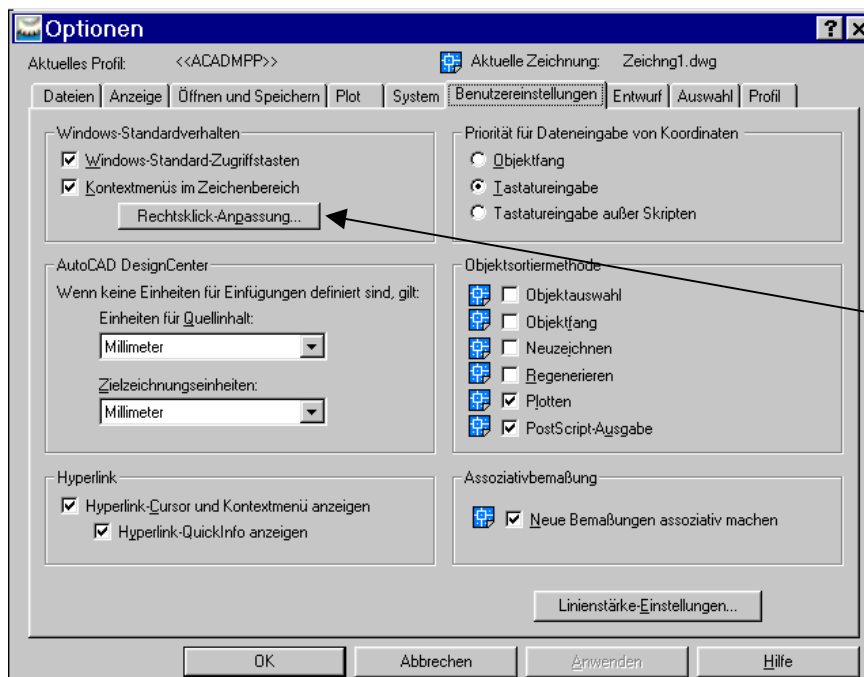 Optionen
Aktuelles Profil: <<ACADMPP>> Aktuelle Zeichnung: Zeichng1.dwg
Dateien Anzeige Öffnen und Speichern Plot System Benutzereinstellungen Entwurf Auswahl Profil
Windows-Standardverhalten
Windows-Standard-Zugriffstasten
Kontextmenüs im Zeichenbereich
Rechtsklick-Anpassung...
Priorität für Dateneingabe von Koordinaten
Objektfang
Tastatureingabe
Tastatureingabe außer Skripten
AutoCAD DesignCenter
Wenn keine Einheiten für Einfügungen definiert sind, gilt:
Einheiten für Quellinhalt:
Millimeter
Zielzeichnungseinheiten:
Millimeter
Objektsortiermethode
Objektauswahl
Objektfang
Neuzeichnen
Regenerieren
Plotten
PostScript-Ausgabe
Hyperlink
Hyperlink-Cursor und Kontextmenü anzeigen
Hyperlink-QuickInfo anzeigen
Assoziativbemaßung
Neue Bemaßungen assoziativ machen
Linienstärke-Einstellungen...
OK Abbrechen Anwenden Hilfe